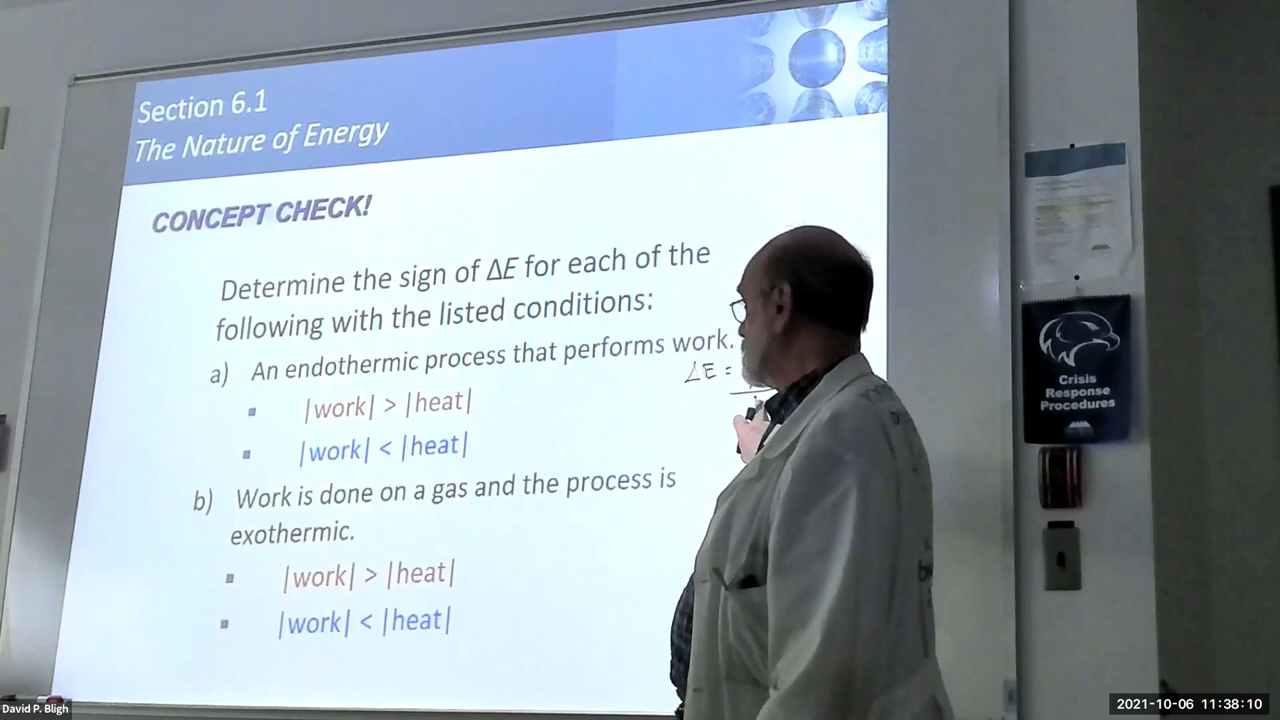 Section 6.1
The Nature of Energy
CONCEPT CHECK!
Determine the sign of ΔE for each of the
following with the listed conditions:
a) An endothermic process that performs work.
ΔE =
▪ |work| > |heat|
▪ |work| < |heat|
b) Work is done on a gas and the process is
exothermic.
▪ |work| > |heat|
▪ |work| < |heat|
Crisis
Response
Procedures
David P. Bligh
2021-10-06 11:38:10